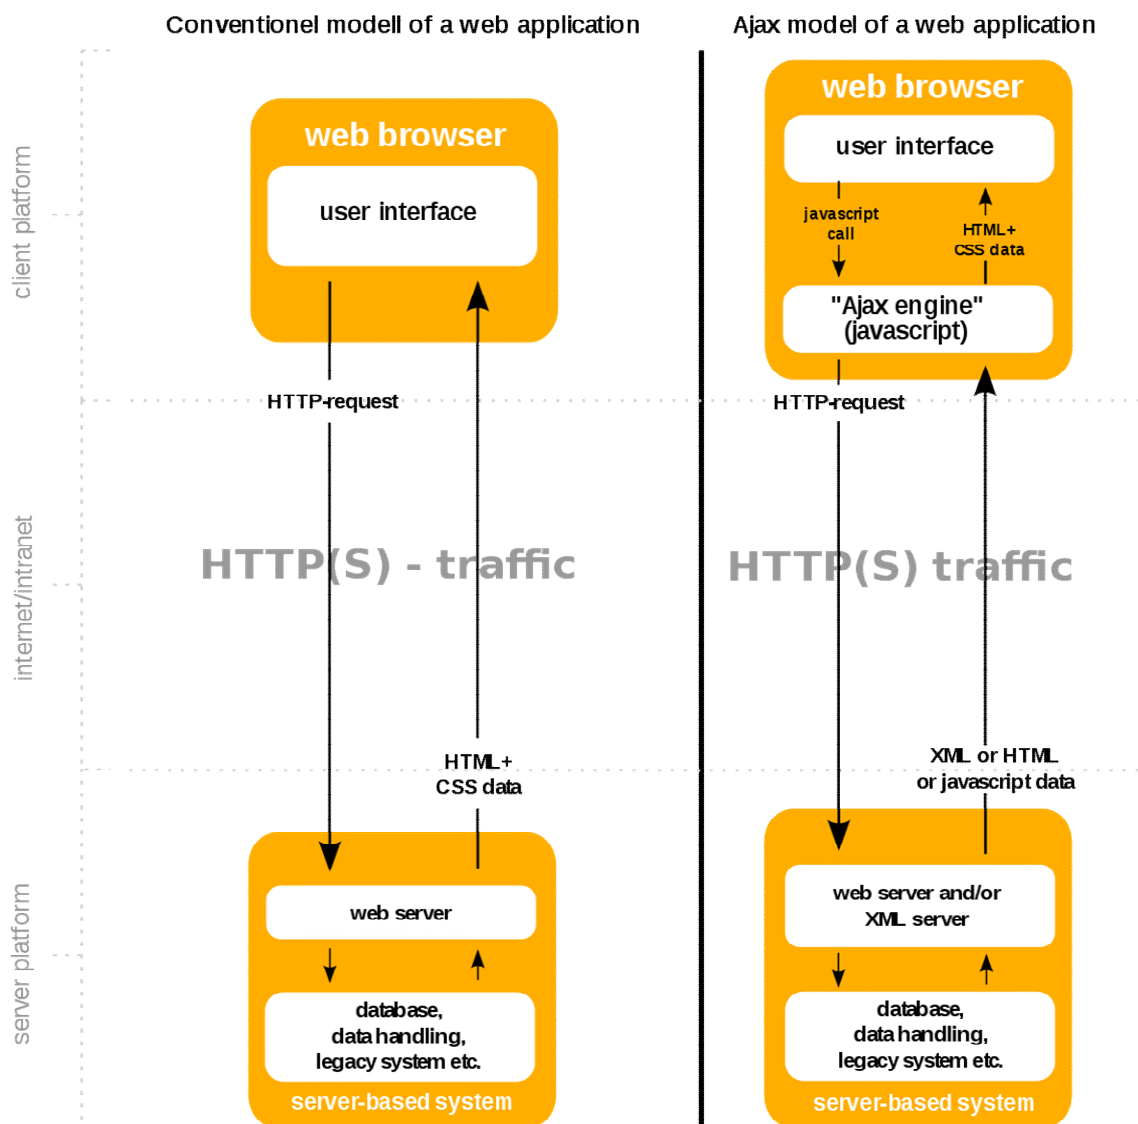 Conventionel modell of a web application
Ajax model of a web application
client platform
internet/intranet
server platform
web browser
user interface
HTTP-request
HTTP(S) - traffic
HTML+
CSS data
web server
database,
data handling,
legacy system etc.
server-based system
web browser
user interface
javascript
call
HTML+
CSS data
"Ajax engine"
(javascript)
HTTP-request
HTTP(S) traffic
XML or HTML
or javascript data
web server and/or
XML server
database,
data handling,
legacy system etc.
server-based system